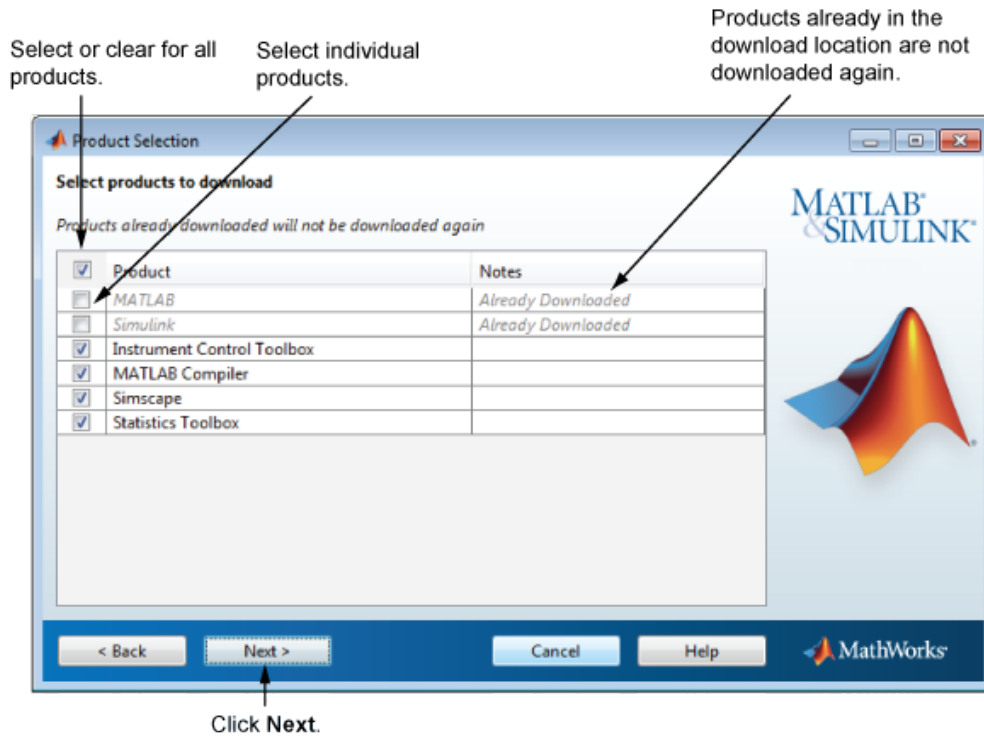 Select or clear for all
products.
Select individual
products.
Products already in the
download location are not
downloaded again.
Product Selection
Select products to download
Products already downloaded will not be downloaded again
MATLAB®
&SIMULINK®
Product Notes
MATLAB Already Downloaded
Simulink Already Downloaded
Instrument Control Toolbox
MATLAB Compiler
Simscape
Statistics Toolbox
< Back Next > Cancel Help MathWorks®
Click Next.